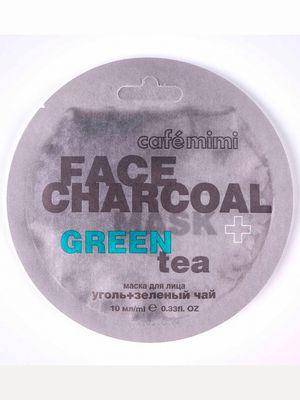 café mimi
FACE
CHARCOAL
MASK
GREEN
tea
маска для лица
уголь+зеленый чай
10 мл/ml e 0.33fl. OZ